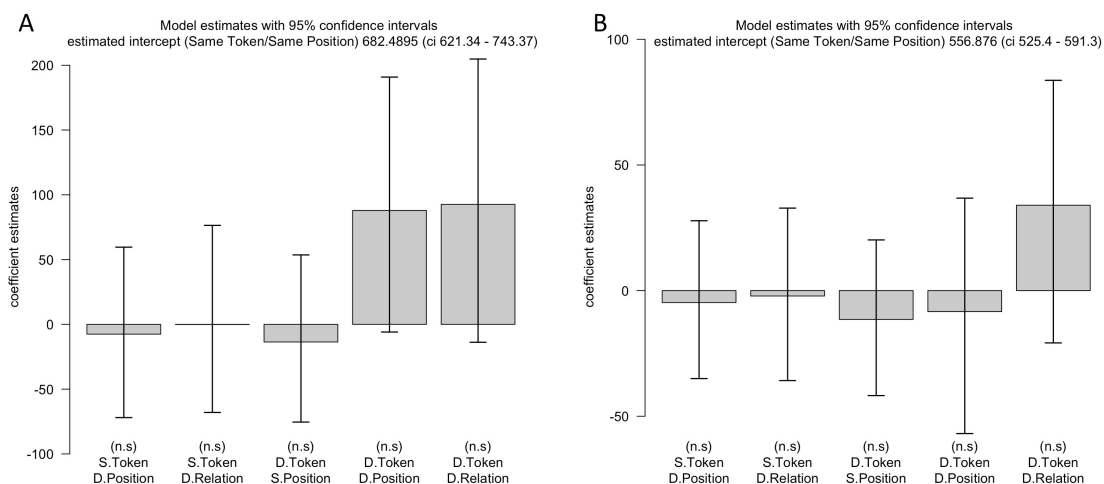 A
Model estimates with 95% confidence intervals
estimated intercept (Same Token/Same Position) 682.4895 (ci 621.34 - 743.37)
coefficient estimates
200
150
100
50
0
-50
-100
(n.s) (n.s) (n.s) (n.s) (n.s)
S.Token S.Token D.Token D.Token D.Token
D.Position D.Relation S.Position D.Position D.Relation
B
Model estimates with 95% confidence intervals
estimated intercept (Same Token/Same Position) 556.876 (ci 525.4 - 591.3)
coefficient estimates
100
50
0
-50
(n.s) (n.s) (n.s) (n.s) (n.s)
S.Token S.Token D.Token D.Token D.Token
D.Position D.Relation S.Position D.Position D.Relation